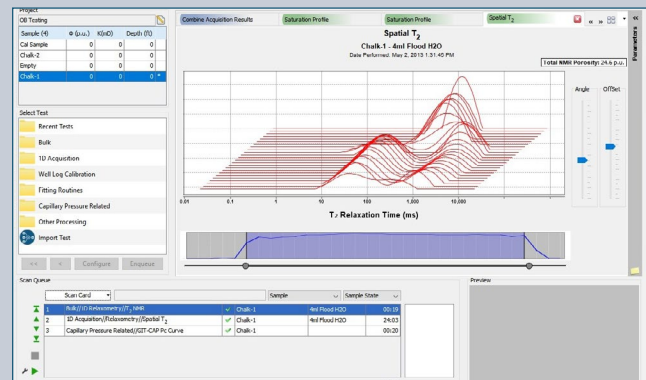 Project
OB Testing
Sample (4) Φ (p.u.) K(mD) Depth (ft)
Cal Sample 0 0 0
Chalk-2 0 0 0
Empty 0 0 0
Chalk-1 0 0 0 *
Select Test
Recent Tests
Bulk
1D Acquisition
Well Log Calibration
Fitting Routines
Capillary Pressure Related
Other Processing
Import Test
<< < Configure Enqueue
Combine Acquisition Results Saturation Profile Saturation Profile Spatial T2
Spatial T2
Chalk-1 - 4ml Flood H2O
Date Performed: May 2, 2013 1:31:46 PM
Total NMR Porosity: 24.6 p.u.
Parameters
Angle OffSet
0.01 0.1 1 10 100 1,000 10,000
T2 Relaxation Time (ms)
Scan Queue
Scan Card Sample Sample State
1 Bulk//1D Relaxometry//T2 NMR Chalk-1 4ml Flood H2O 00:19
2 1D Acquisition//Relaxometry//Spatial T2 Chalk-1 4ml Flood H2O 24:03
3 Capillary Pressure Related//GIT-CAP Pc Curve Chalk-1 00:20
Preview